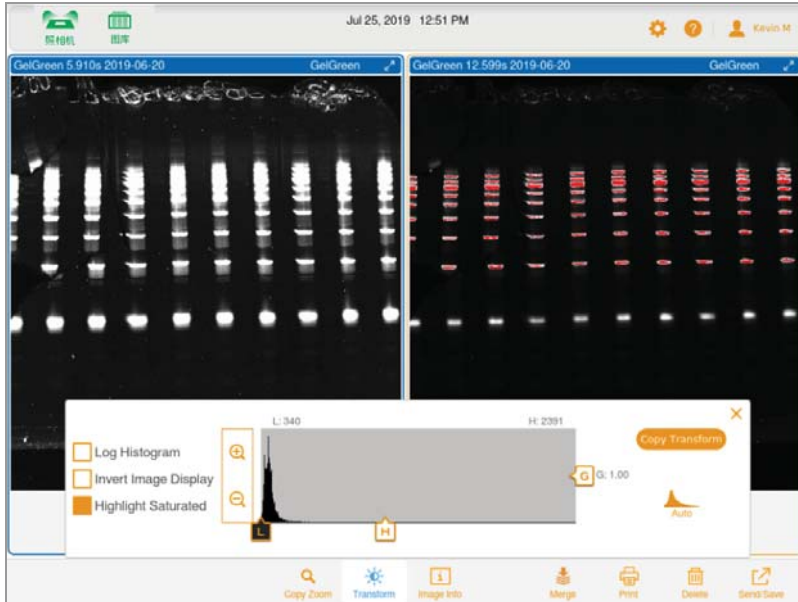 照相机
图库
Jul 25, 2019 12:51 PM
Kevin M
GelGreen 5.910s 2019-06-20 GelGreen
GelGreen 12.599s 2019-06-20 GelGreen
L: 340 H: 2391
Log Histogram
Invert Image Display
Highlight Saturated
Copy Transform
G G: 1.00
Auto
L H
Copy Zoom
Transform
Image Info
Merge
Print
Delete
Send/Save